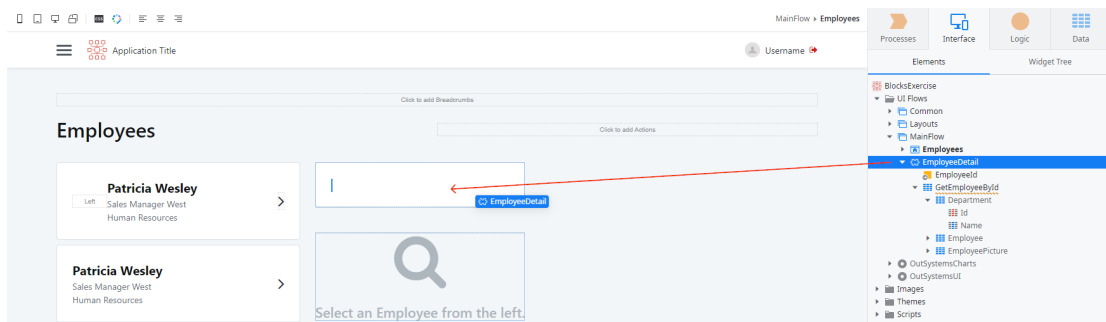 MainFlow › Employees
Application Title
Username
Click to add Breadcrumbs
Employees
Click to add Actions
Left
Patricia Wesley
Sales Manager West
Human Resources
EmployeeDetail
Patricia Wesley
Sales Manager West
Human Resources
Select an Employee from the left.
Processes
Interface
Logic
Data
Elements
Widget Tree
BlocksExercise
UI Flows
Common
Layouts
MainFlow
Employees
EmployeeDetail
EmployeeId
GetEmployeeById
Department
Id
Name
Employee
EmployeePicture
OutSystemsCharts
OutSystemsUI
Images
Themes
Scripts